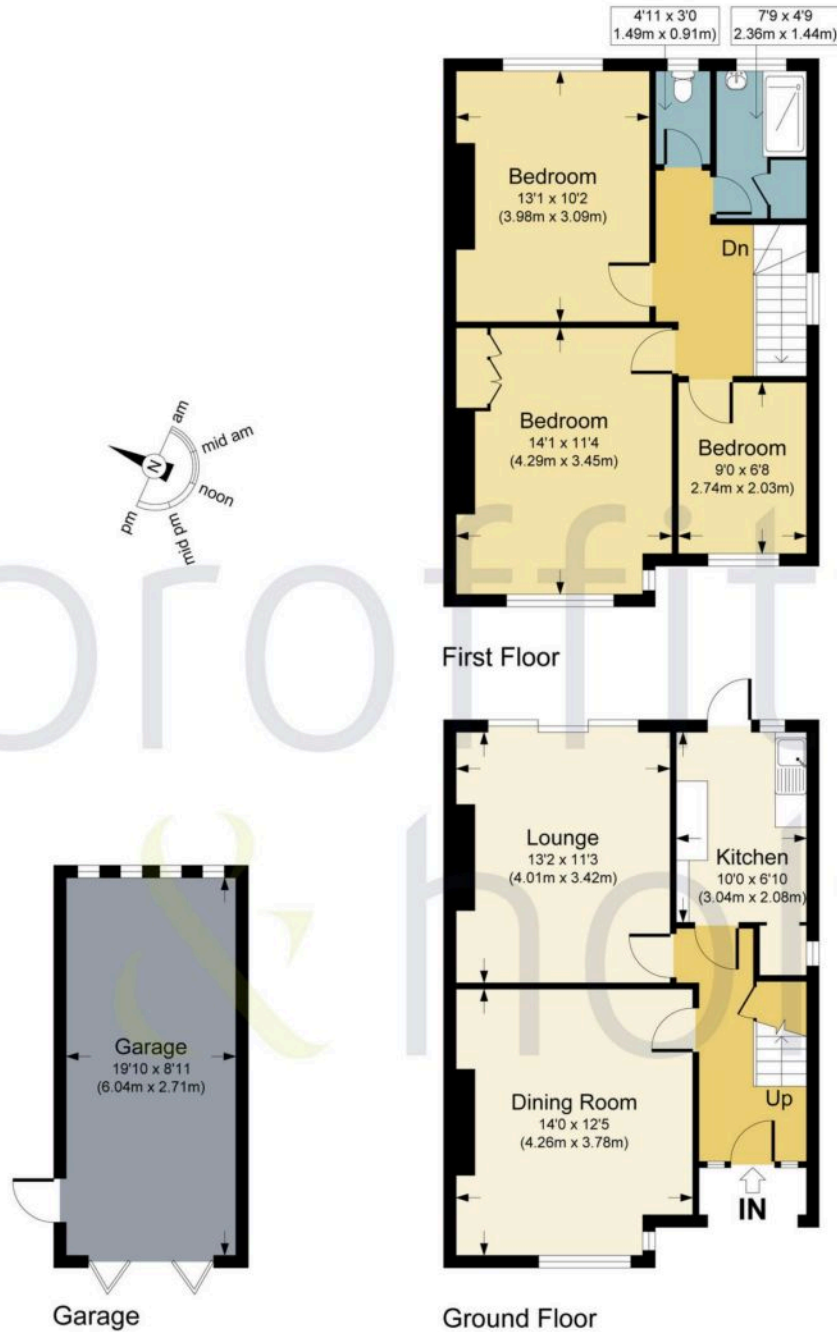 4'11 x 3'0
1.49m x 0.91m)
7'9 x 4'9
2.36m x 1.44m)
Bedroom
13'1 x 10'2
(3.98m x 3.09m)
Dn
Bedroom
14'1 x 11'4
(4.29m x 3.45m)
Bedroom
9'0 x 6'8
2.74m x 2.03m)
First Floor
N
am
mid am
noon
mid pm
pm
proffitt
& hol
Lounge
13'2 x 11'3
(4.01m x 3.42m)
Kitchen
10'0 x 6'10
(3.04m x 2.08m)
Dining Room
14'0 x 12'5
(4.26m x 3.78m)
Up
IN
Ground Floor
Garage
19'10 x 8'11
(6.04m x 2.71m)
Garage